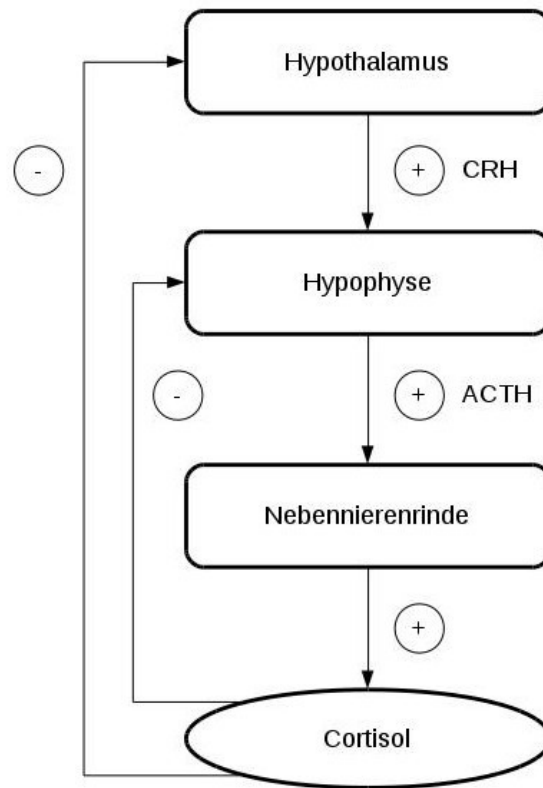 Hypothalamus
- + CRH
Hypophyse
- + ACTH
Nebennierenrinde
+
Cortisol